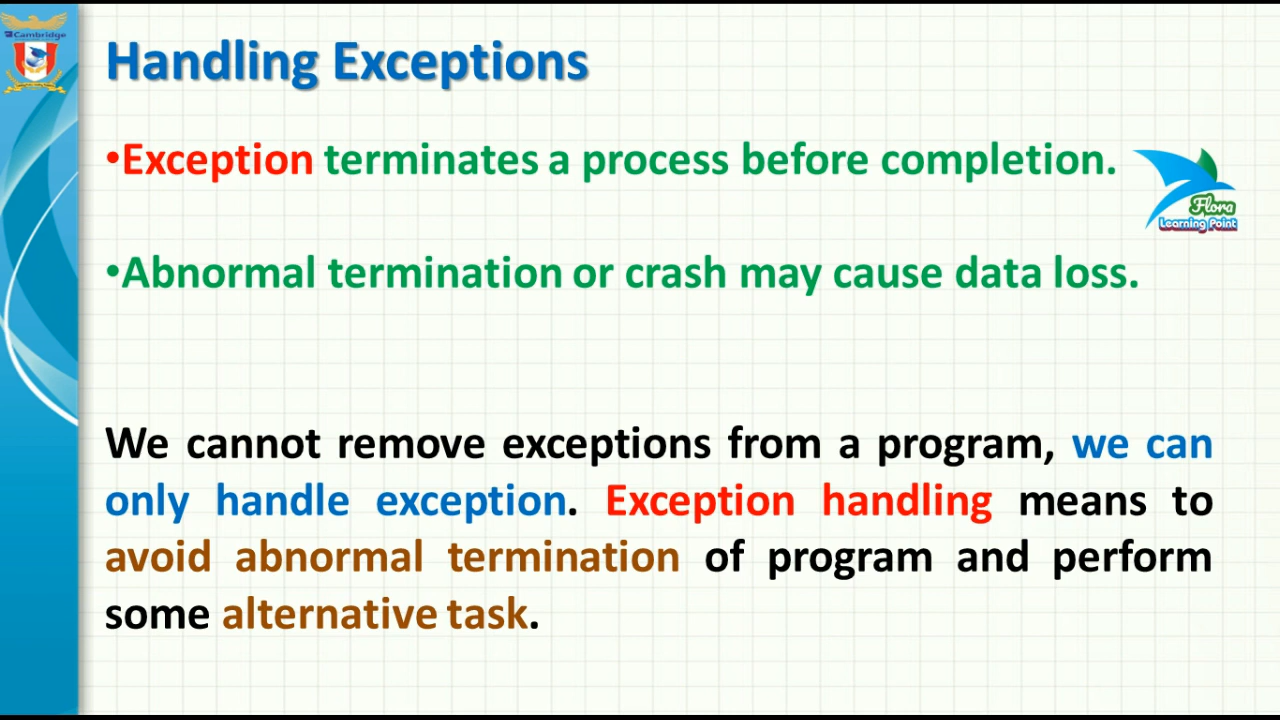 Cambridge
Handling Exceptions
•Exception terminates a process before completion.
Flora
Learning Point
•Abnormal termination or crash may cause data loss.
We cannot remove exceptions from a program, we can
only handle exception. Exception handling means to
avoid abnormal termination of program and perform
some alternative task.